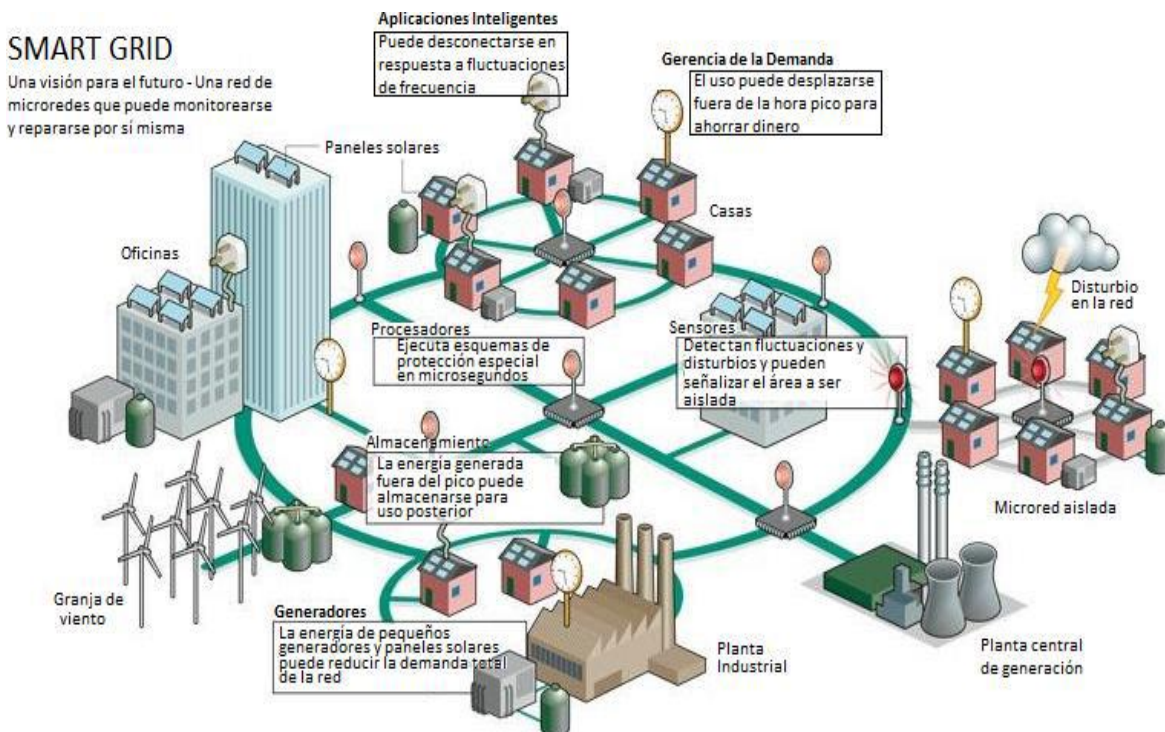 SMART GRID
Una visión para el futuro - Una red de
microredes que puede monitorearse
y repararse por sí misma
Aplicaciones Inteligentes
Puede desconectarse en
respuesta a fluctuaciones
de frecuencia
Gerencia de la Demanda
El uso puede desplazarse
fuera de la hora pico para
ahorrar dinero
Paneles solares
Casas
Oficinas
Disturbio
en la red
Procesadores
Ejecuta esquemas de
protección especial
en microsegundos
Sensores
Detectan fluctuaciones y
disturbios y pueden
señalizar el área a ser
aislada
Almacenamiento
La energía generada
fuera del pico puede
almacenarse para
uso posterior
Microred aislada
Granja de
viento
Generadores
La energía de pequeños
generadores y paneles solares
puede reducir la demanda total
de la red
Planta
Industrial
Planta central
de generación